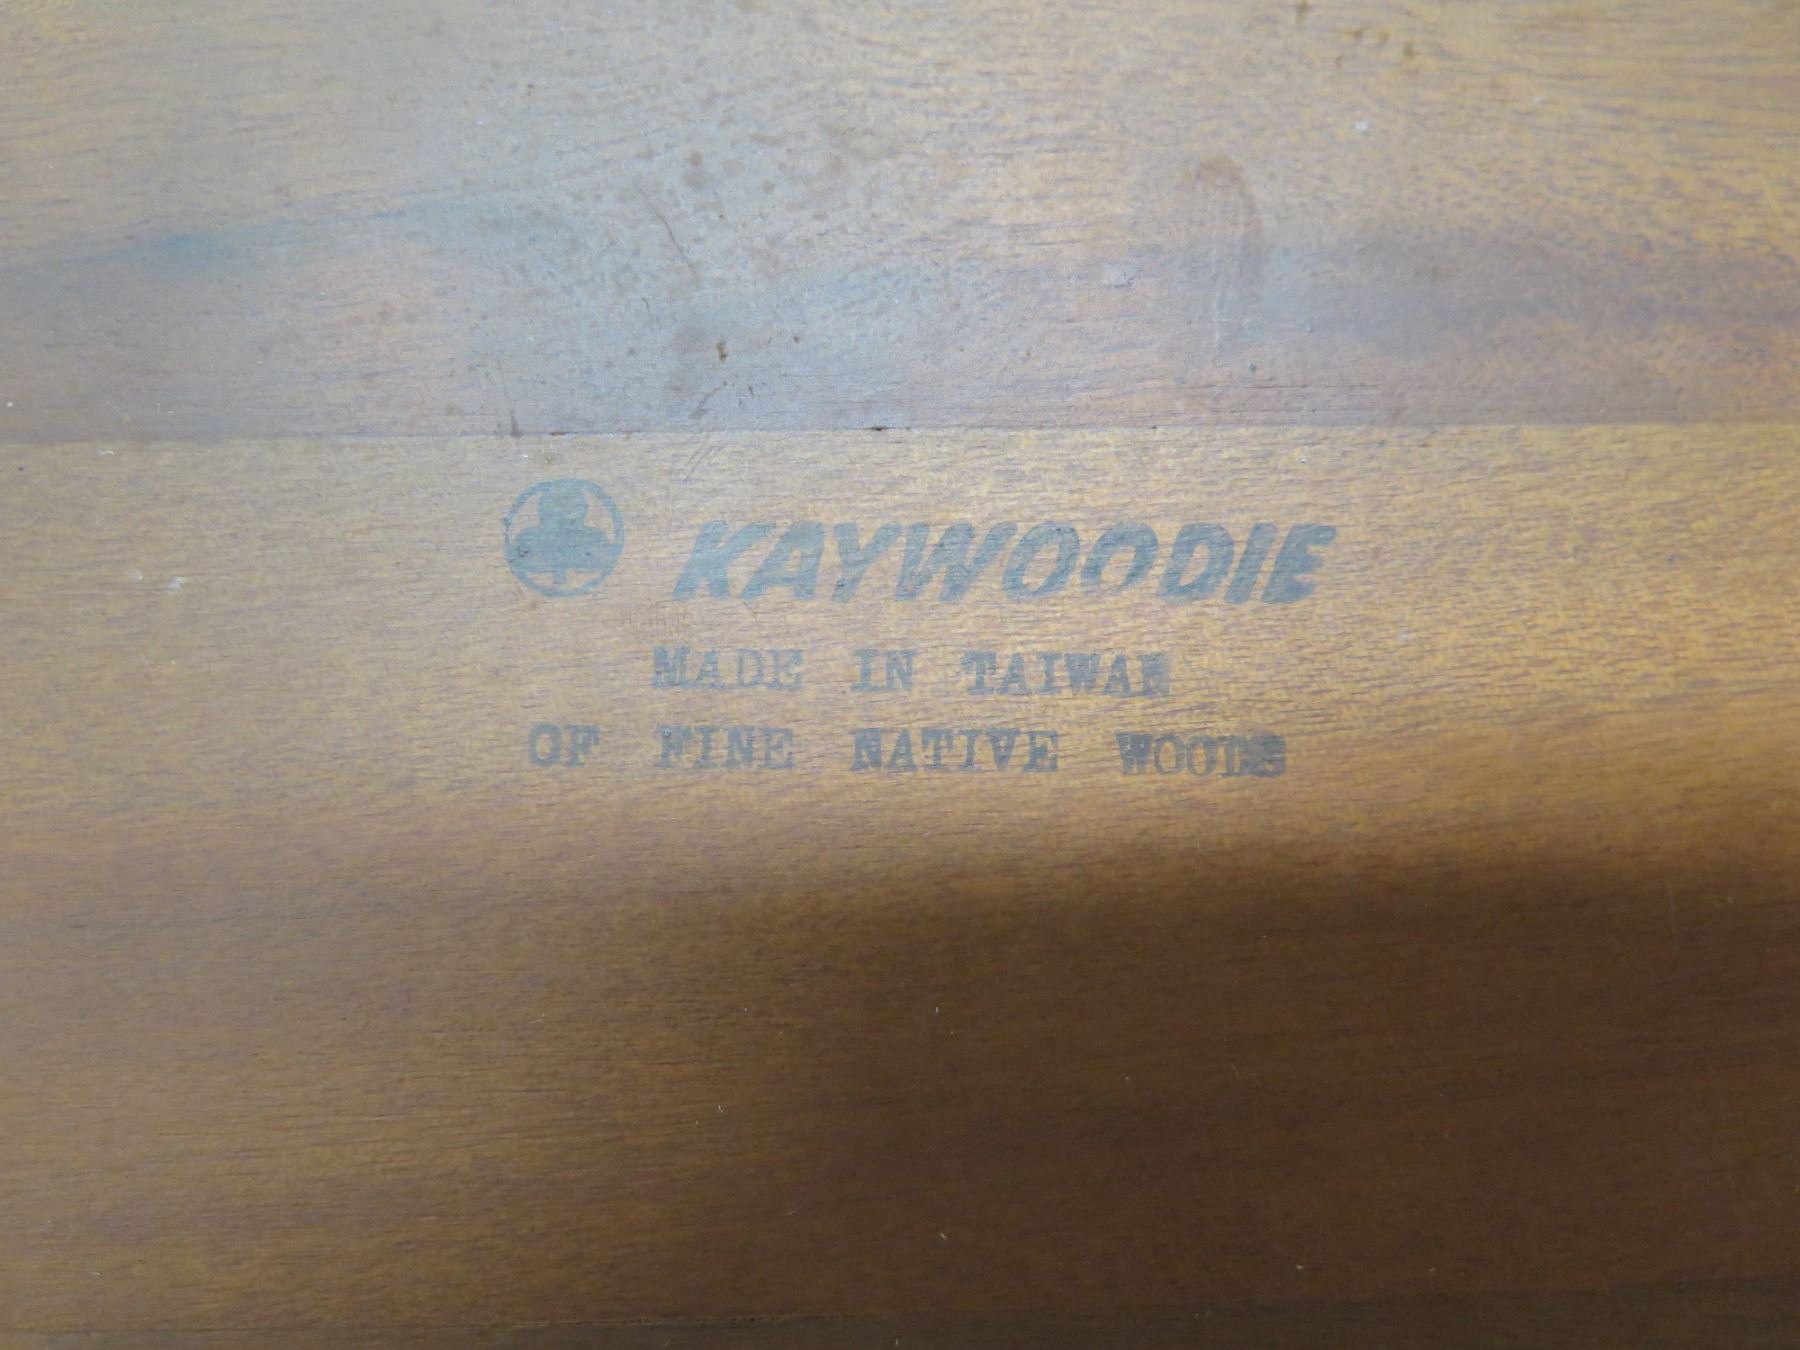 KAYWOODIE
MADE IN TAIWAN
OF FINE NATIVE WOODS